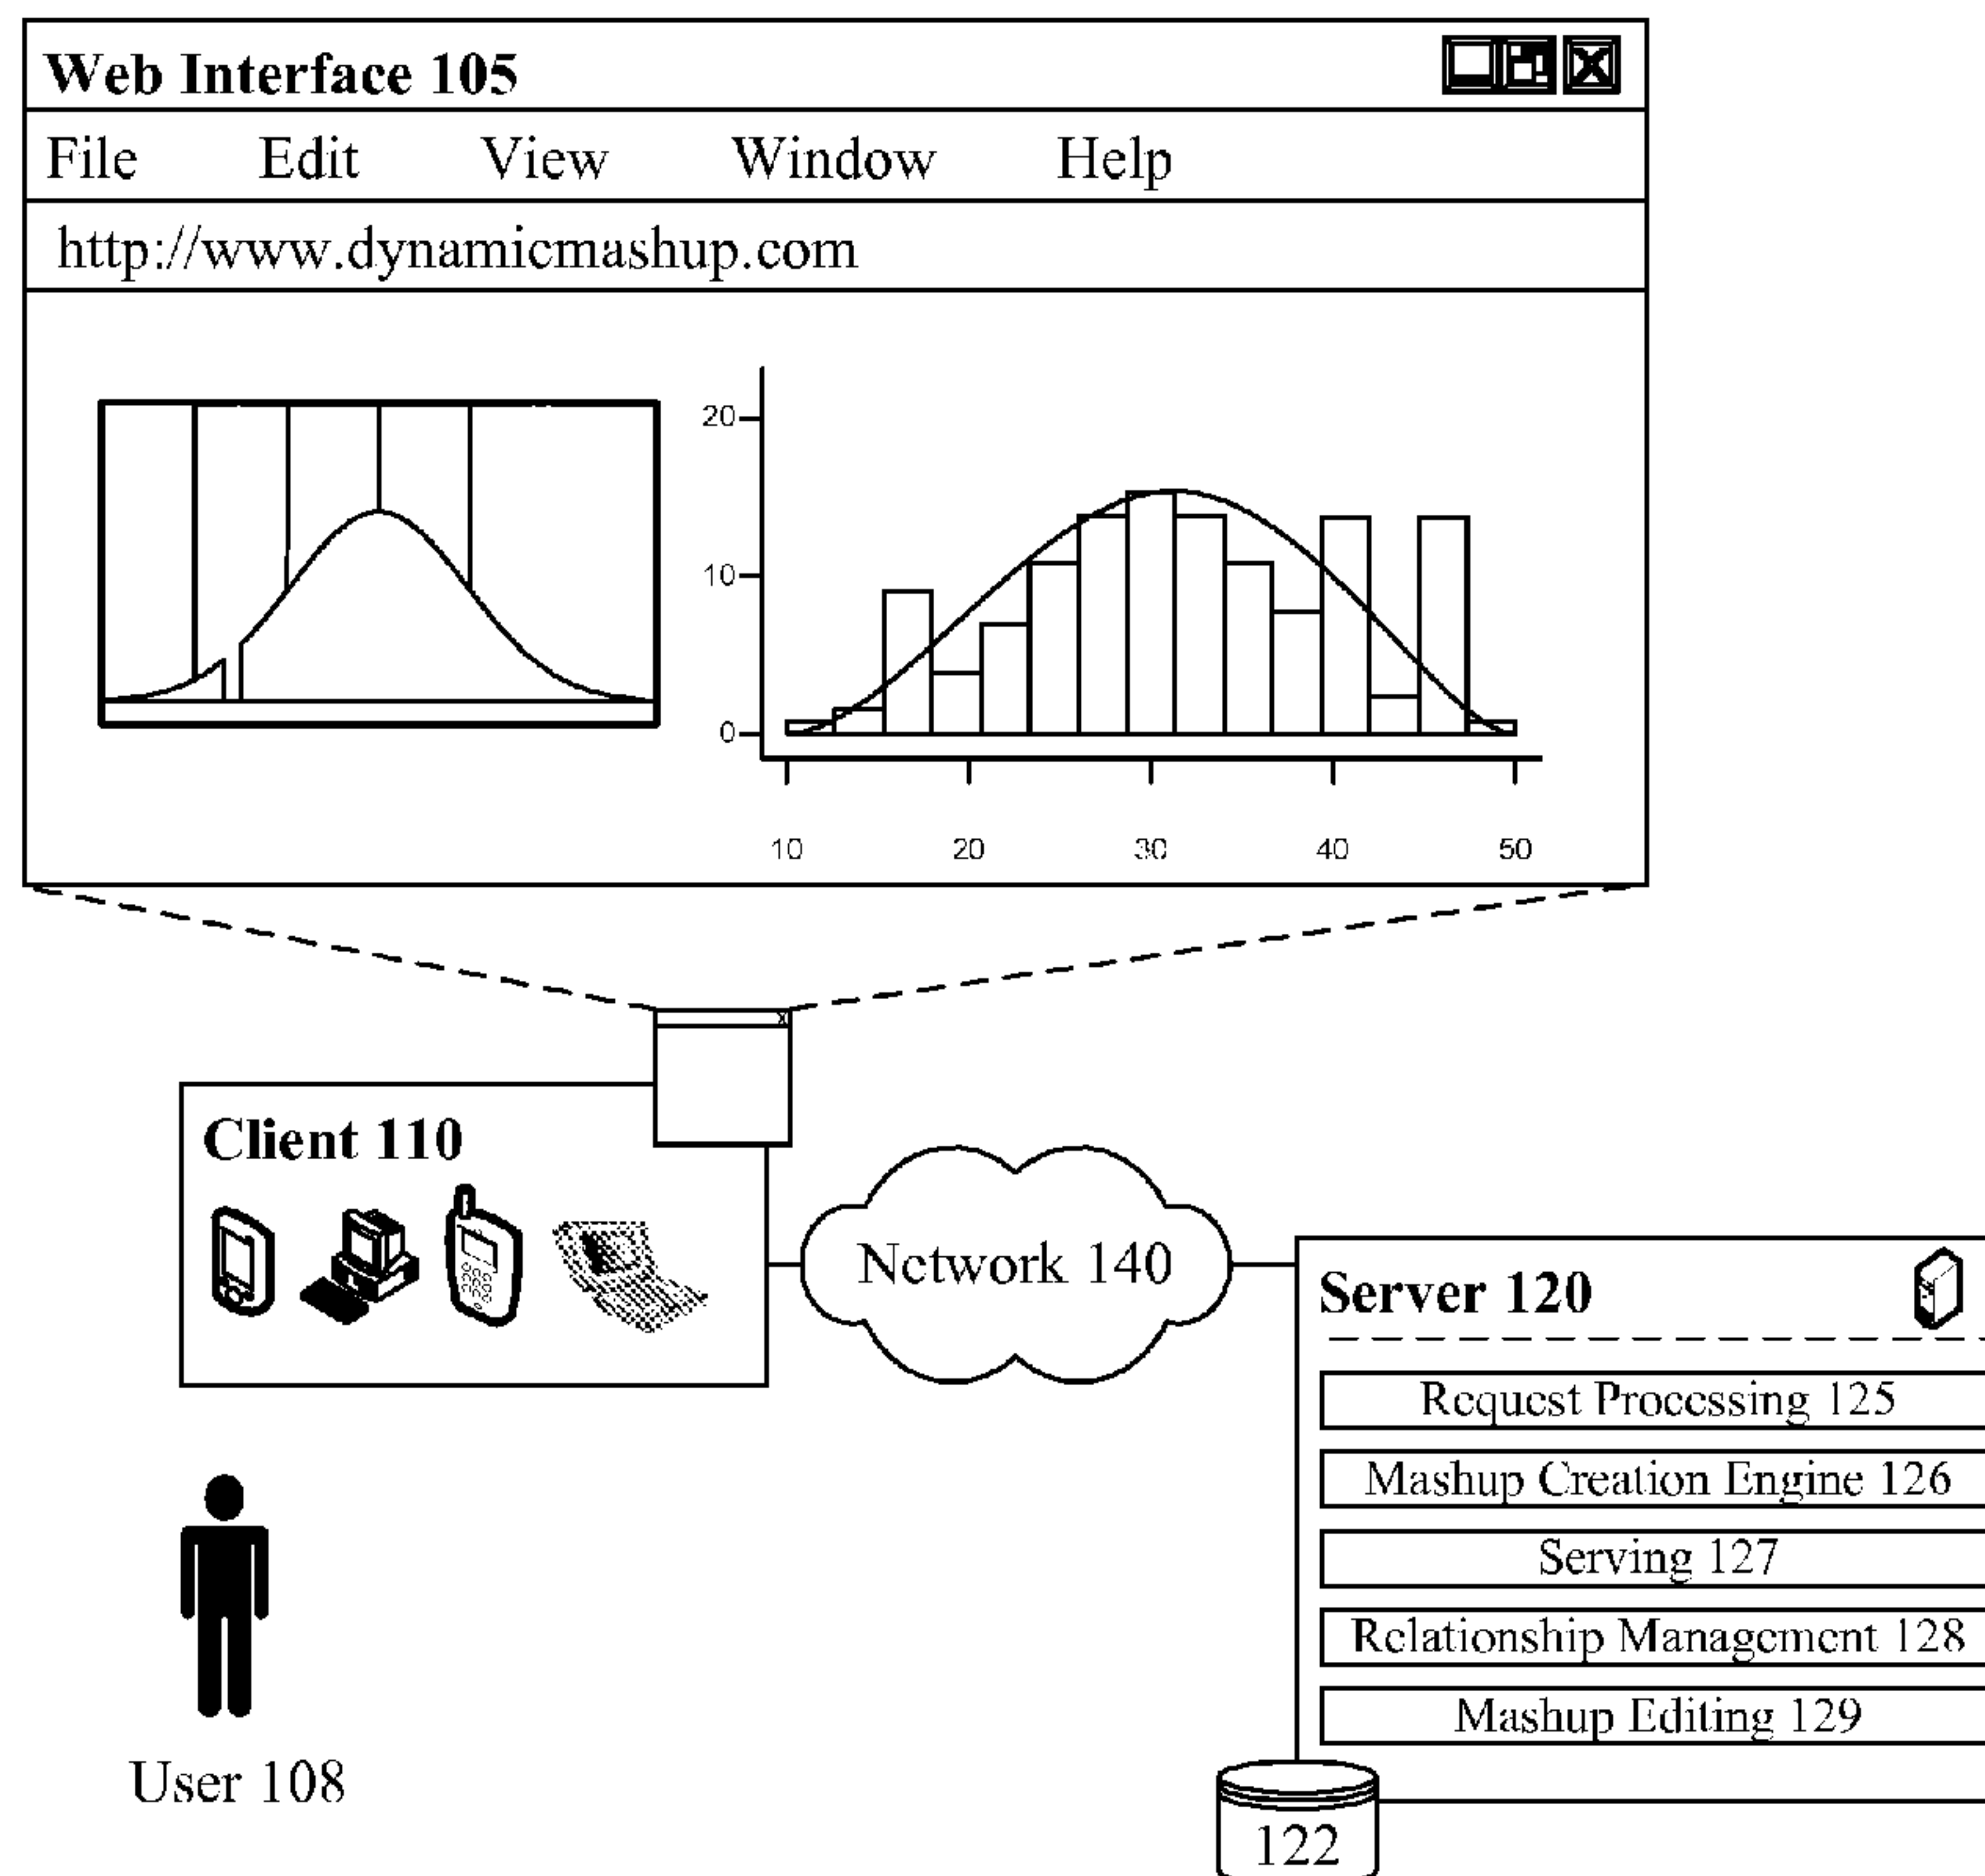 Web Interface 105
File Edit View Window Help
http://www.dynamicmashup.com
20
10
0
10 20 30 40 50
X
Client 110
Network 140
Server 120
Request Processing 125
Mashup Creation Engine 126
Serving 127
Relationship Management 128
Mashup Editing 129
User 108
122